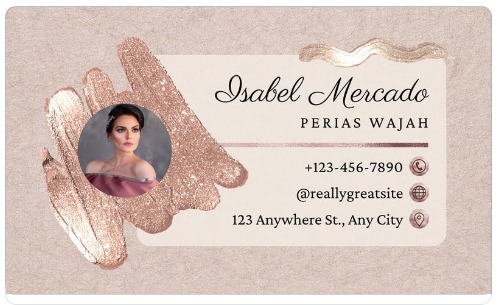 Isabel Mercado
PERIAS WAJAH
+123-456-7890
@reallygreatsite
123 Anywhere St., Any City